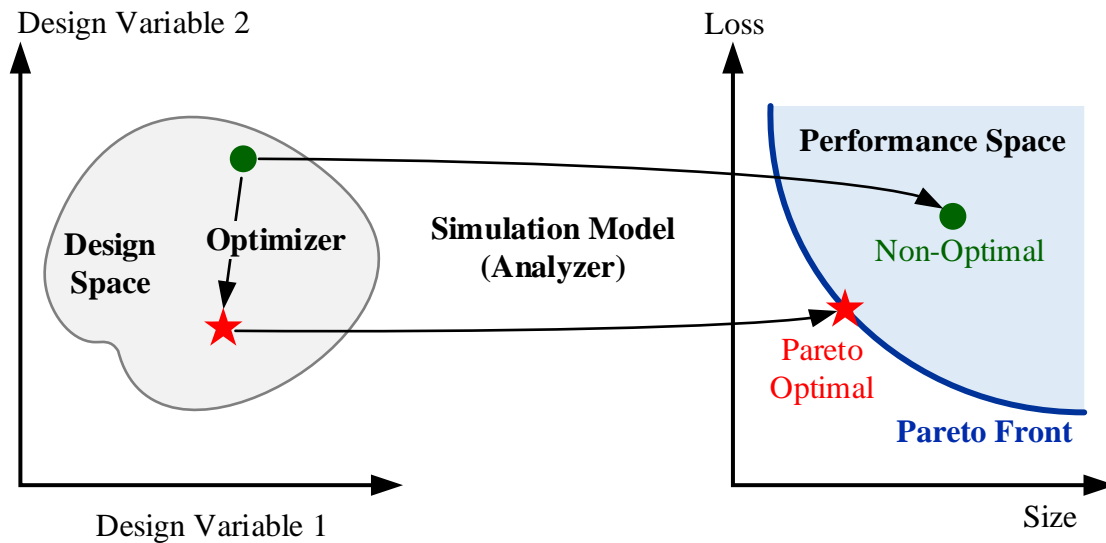 Design Variable 2
Loss
Performance Space
Design
Space
Optimizer
Simulation Model
(Analyzer)
Non-Optimal
Pareto
Optimal
Pareto Front
Design Variable 1
Size